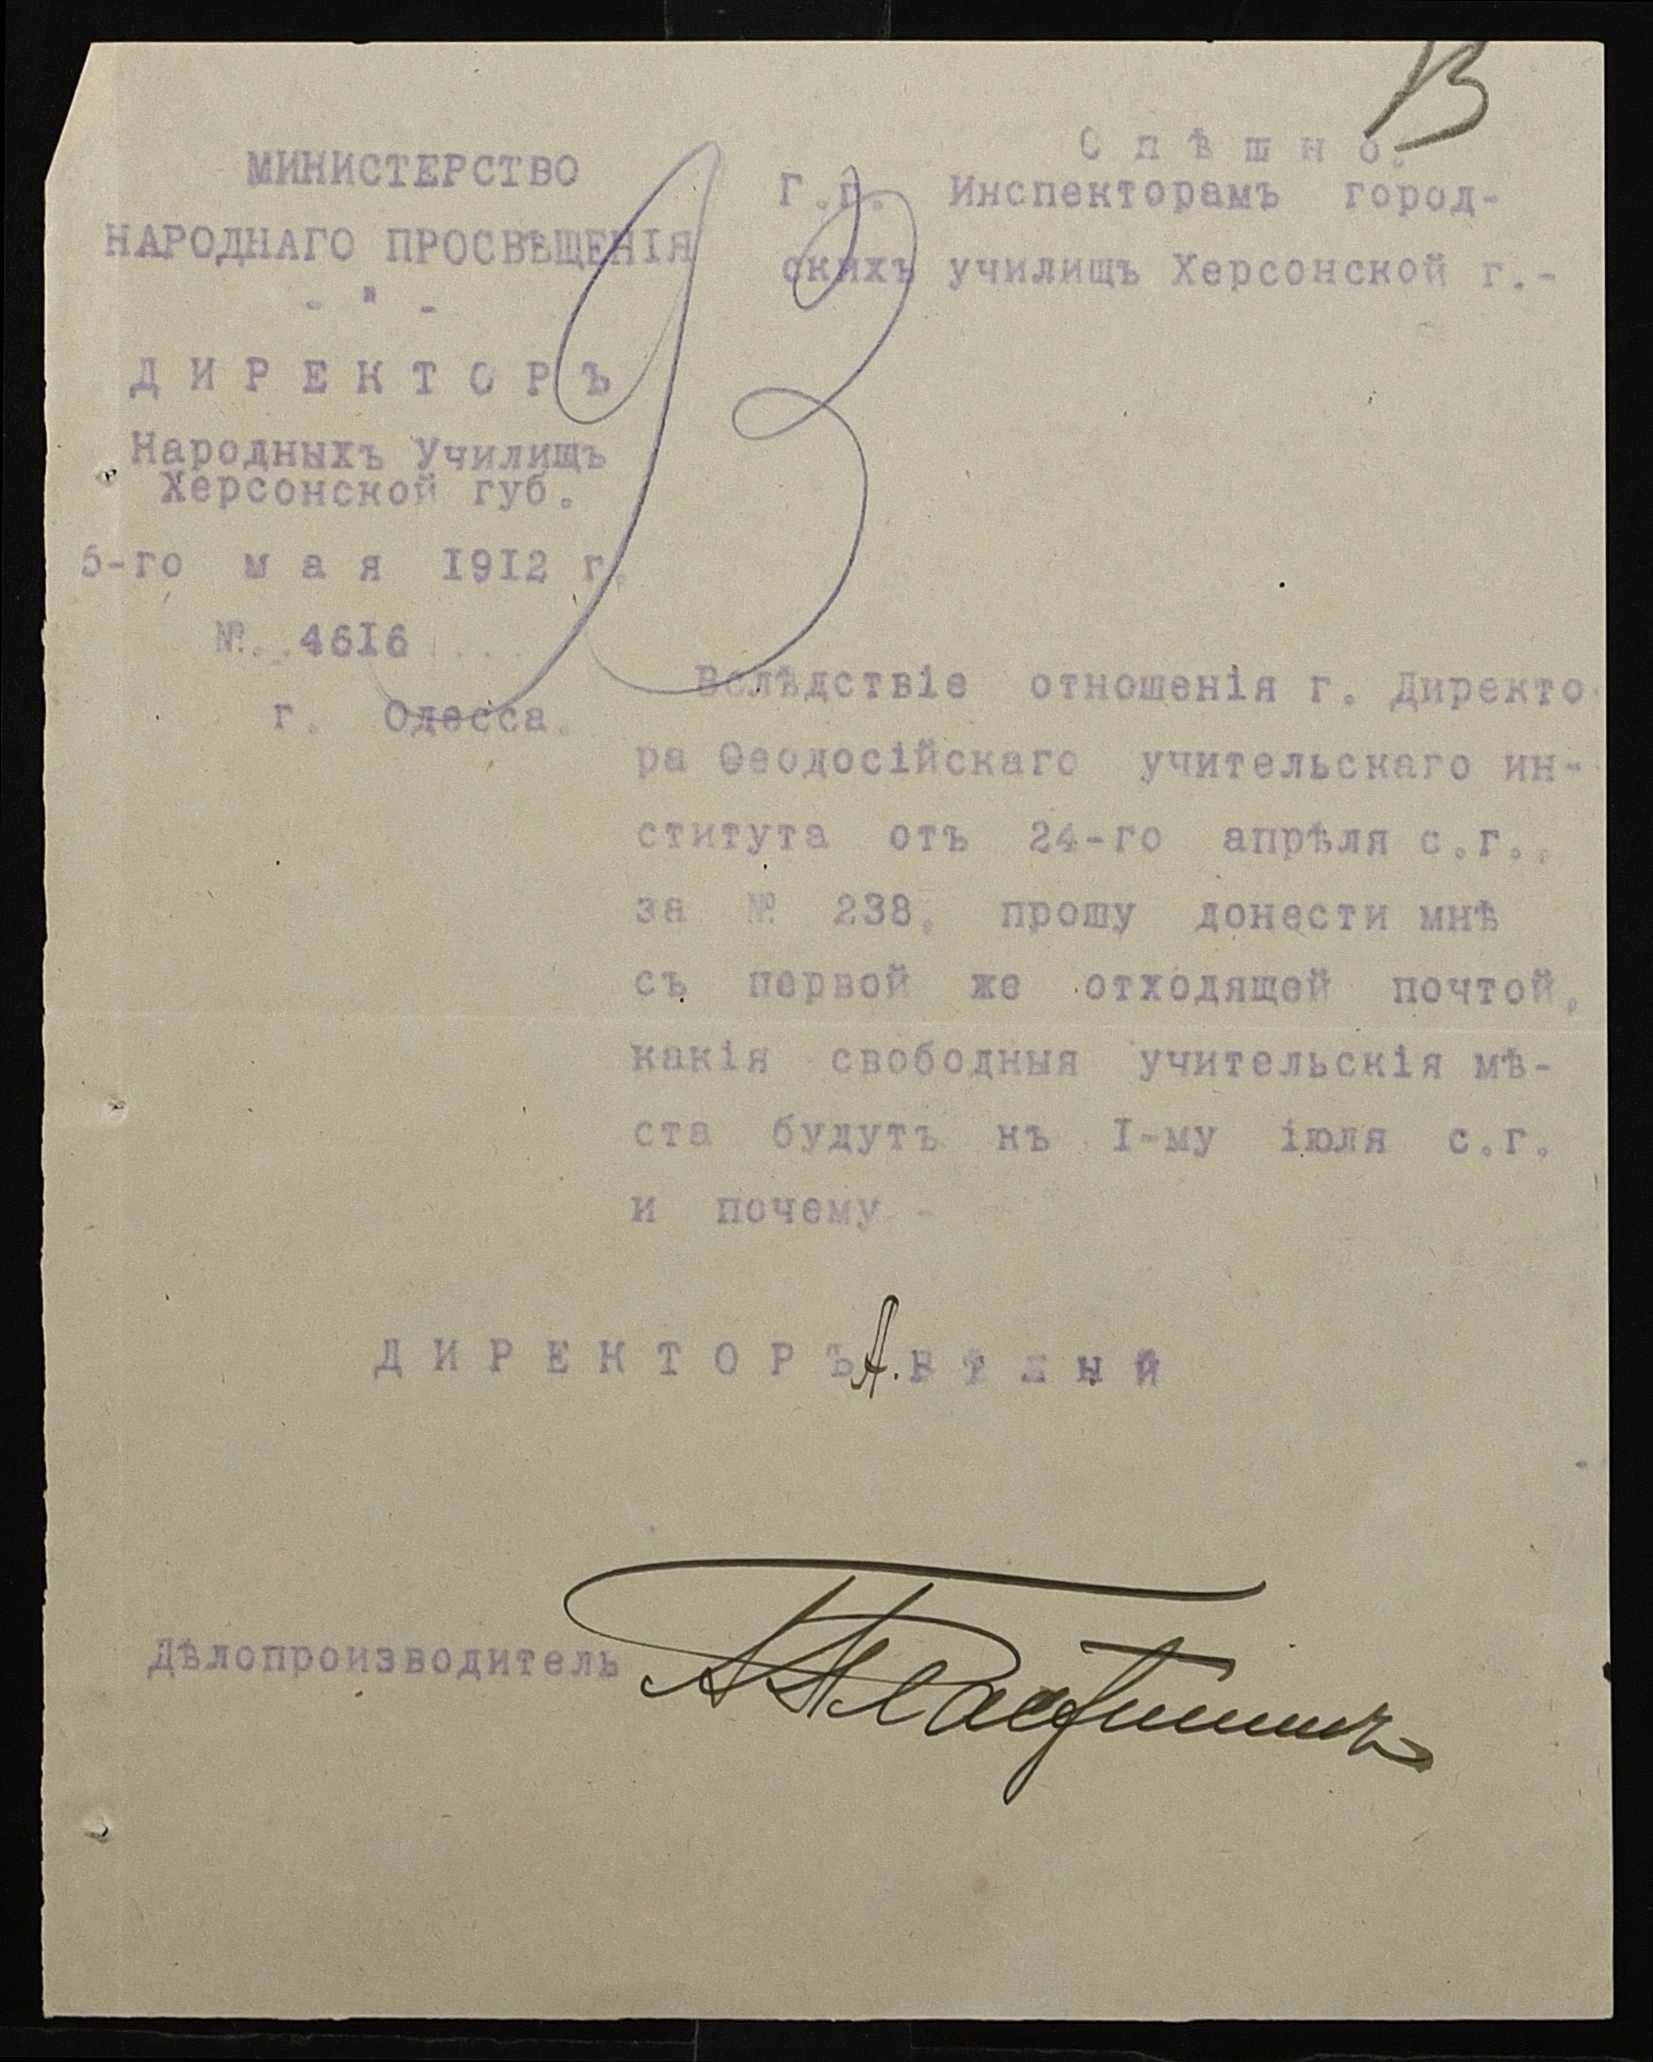 В
Спѣшно.
МИНИСТЕРСТВО
НАРОДНАГО ПРОСВѢЩЕНІЯ
- " -
ДИРЕКТОРЪ
Народныхъ Училищъ
Херсонской губ.
5-го мая 1912 г.
№. 4616
г. Одесса.
Г.г. Инспекторамъ город-
скихъ училищъ Херсонской г.-
В
Вслѣдствіе отношенія г. Директо
ра Ѳеодосійскаго учительскаго ин-
ститута отъ 24-го апрѣля с.г.,
за № 238, прошу донести мнѣ
съ первой же отходящей почтой,
какія свободныя учительскія мѣ-
ста будутъ къ I-му іюля с.г.
и почему -
ДИРЕКТОРЪ А.
Дѣлопроизводитель